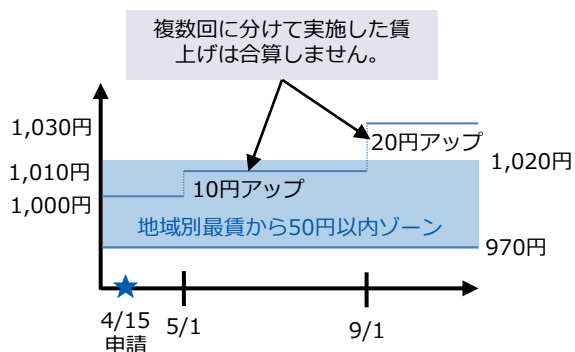 複数回に分けて実施した賃
上げは合算しません。
1,030円
20円アップ
1,020円
1,010円
10円アップ
1,000円
地域別最賃から50円以内ゾーン
970円
4/15
申請
5/1
9/1